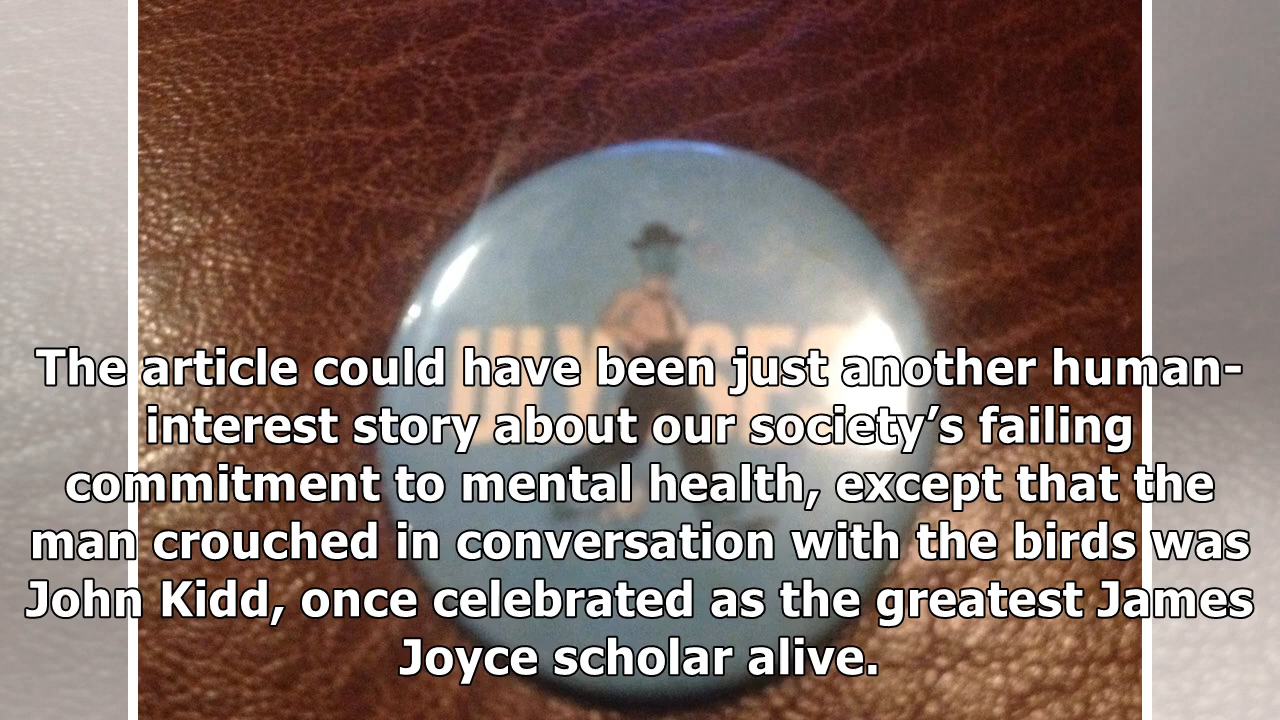 The article could have been just another human-
interest story about our society’s failing
commitment to mental health, except that the
man crouched in conversation with the birds was
John Kidd, once celebrated as the greatest James
Joyce scholar alive.